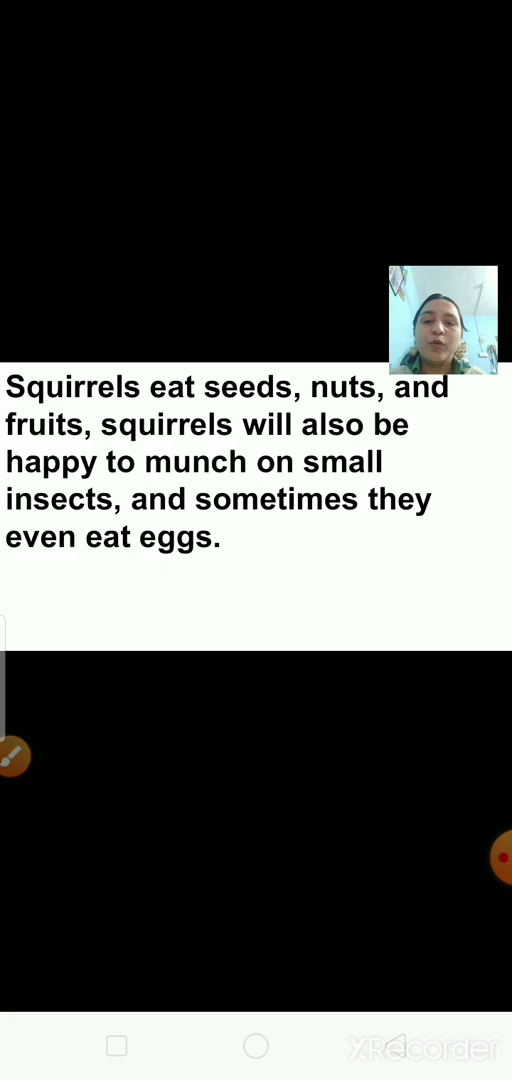 Squirrels eat seeds, nuts, and
fruits, squirrels will also be
happy to munch on small
insects, and sometimes they
even eat eggs.
XRecorder